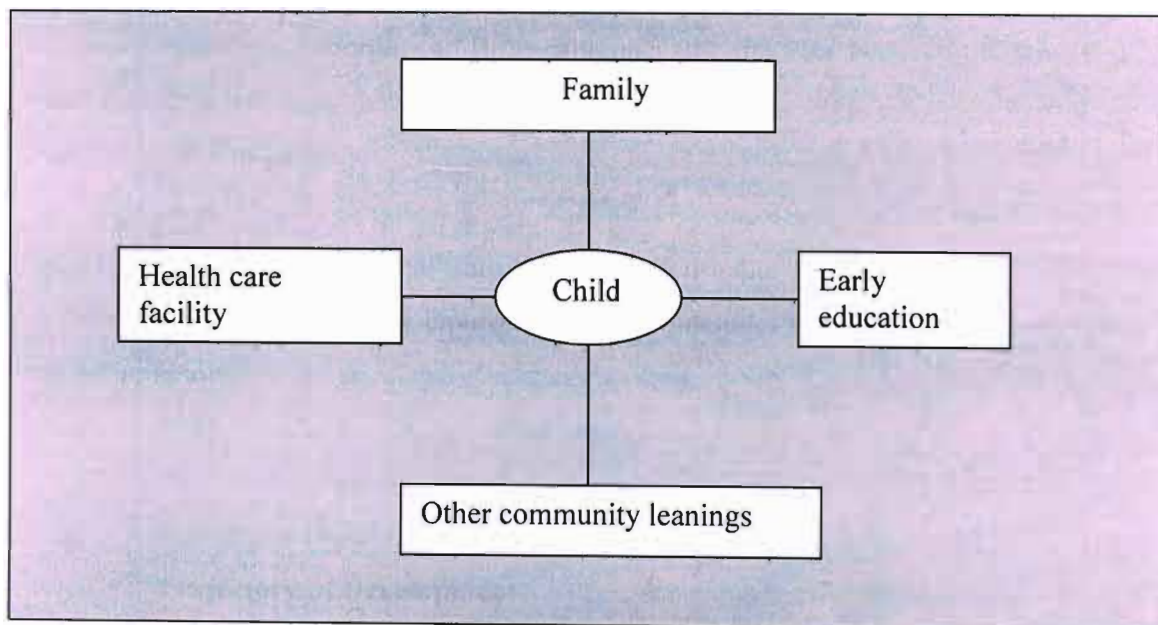 Family
Health care
facility
Child
Early
education
Other community leanings